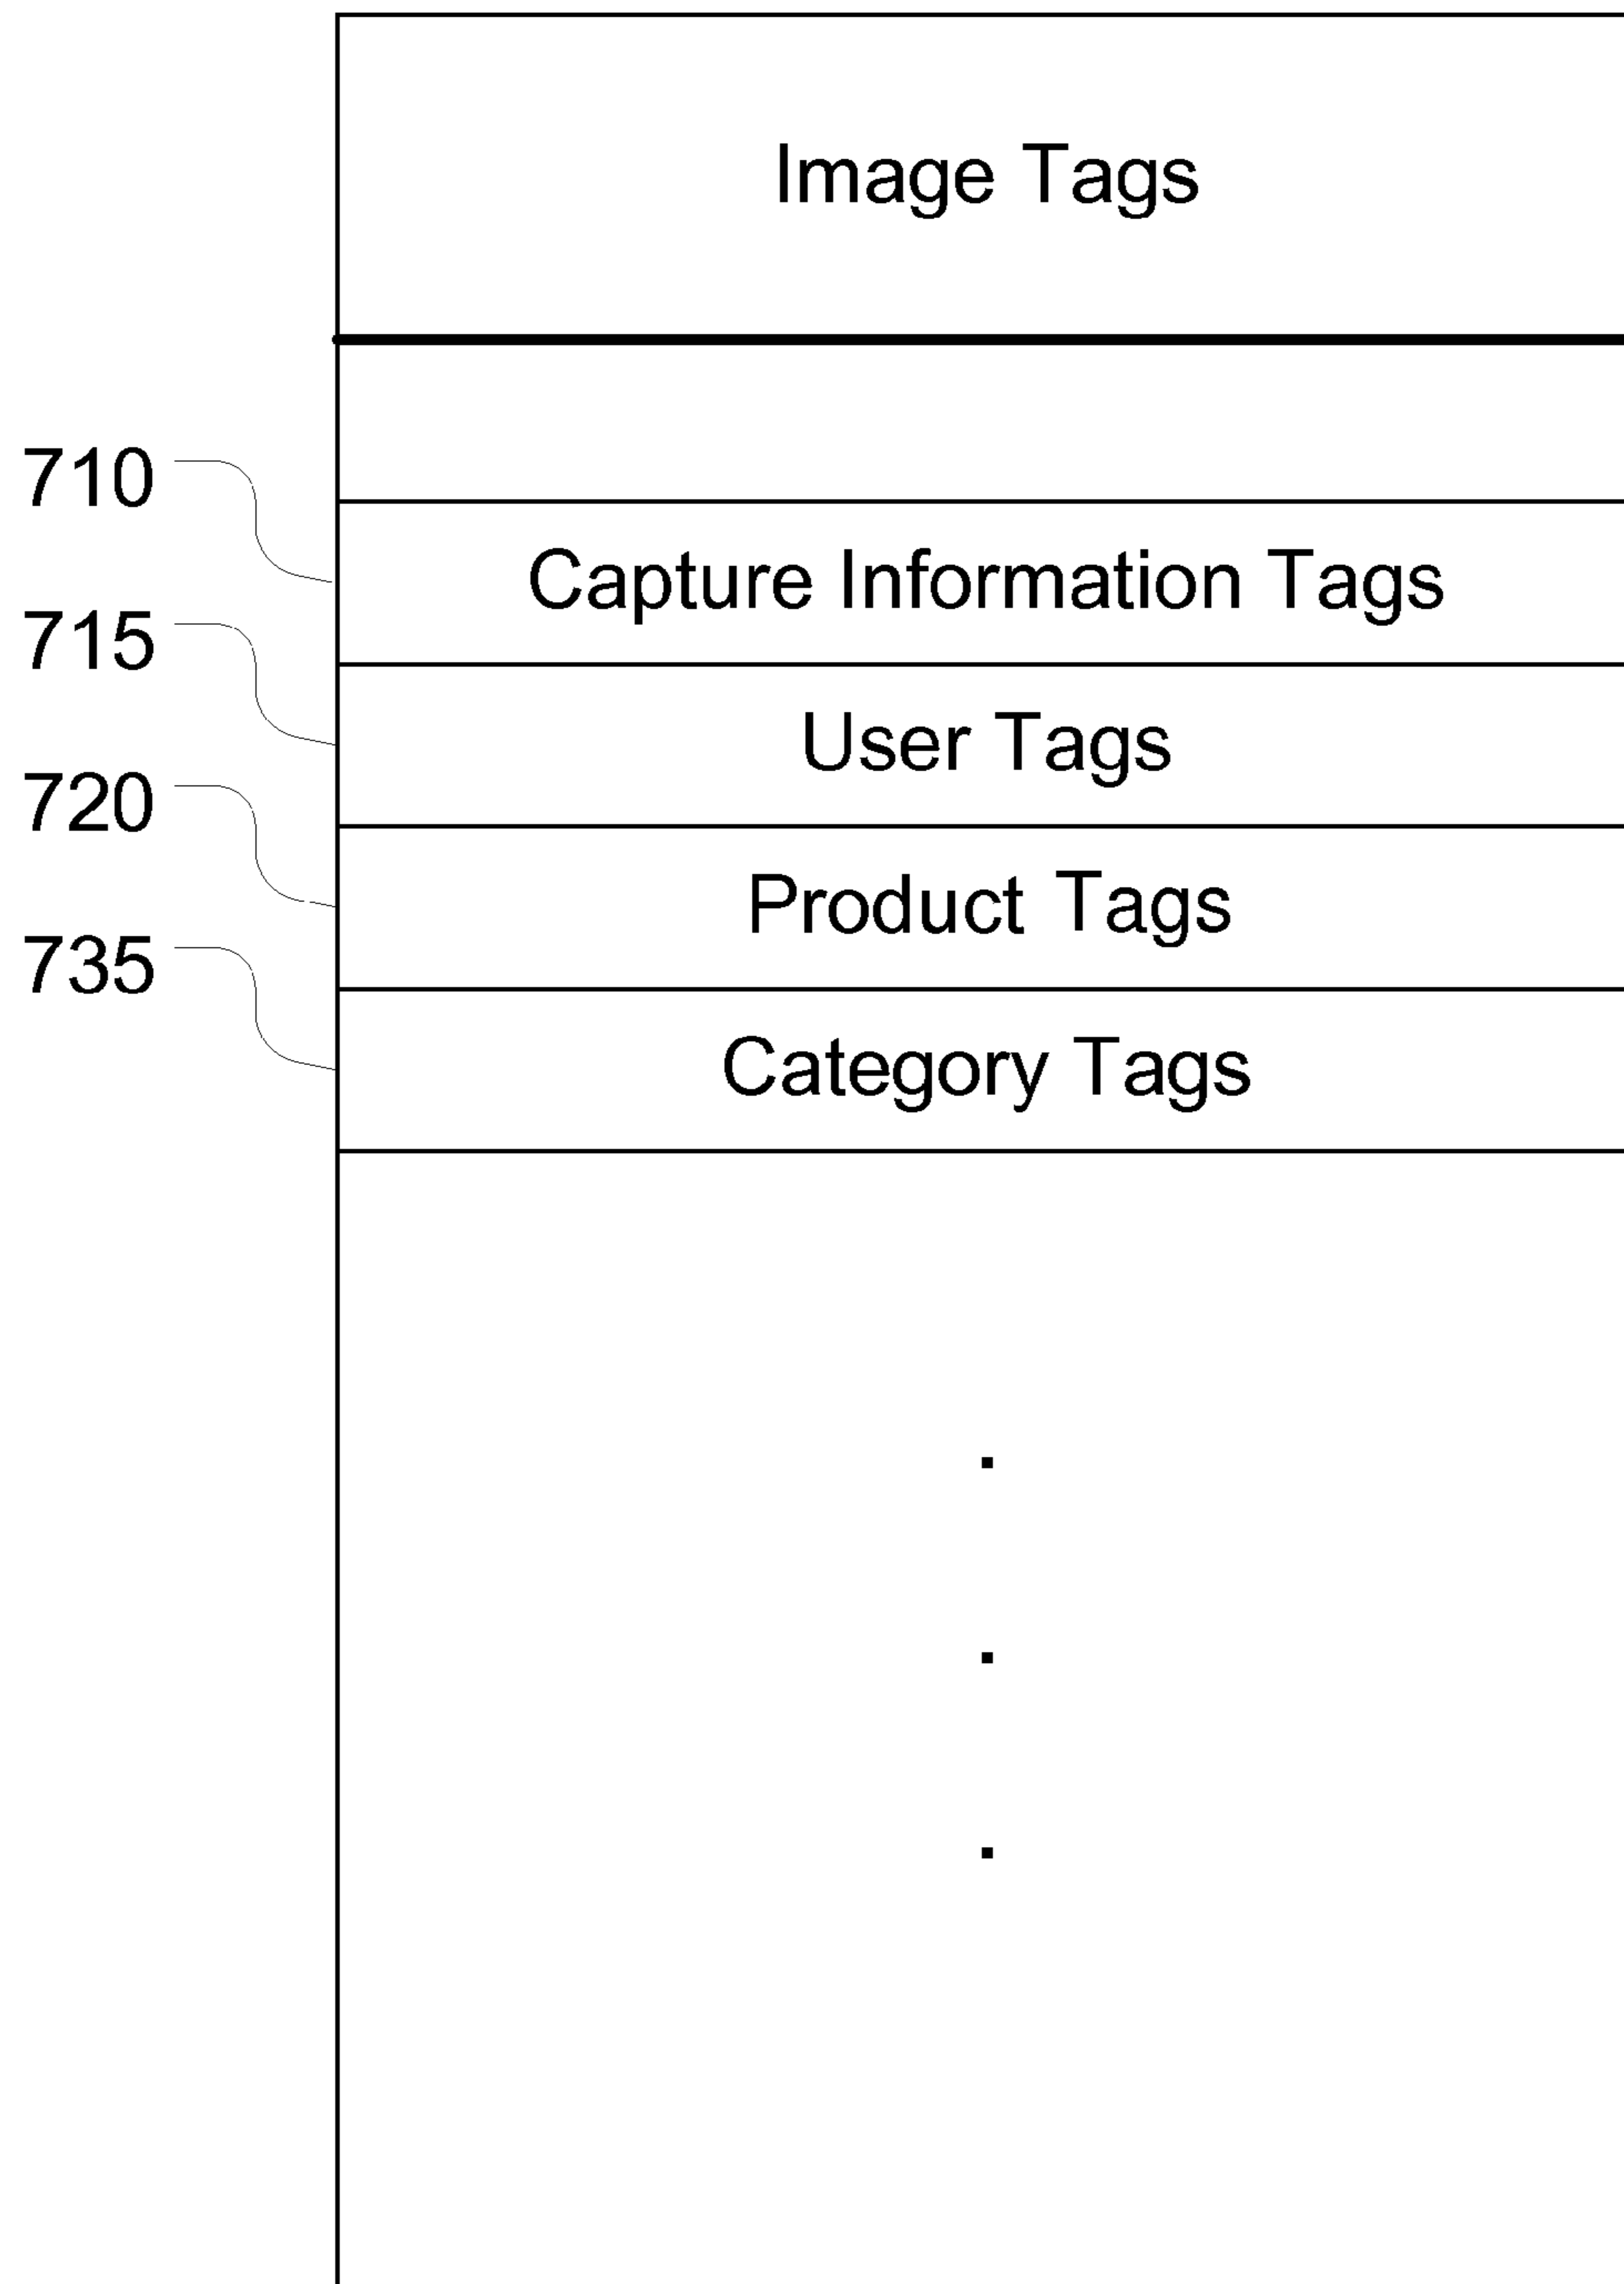 Image Tags
710
Capture Information Tags
715
User Tags
720
Product Tags
735
Category Tags
.
.
.